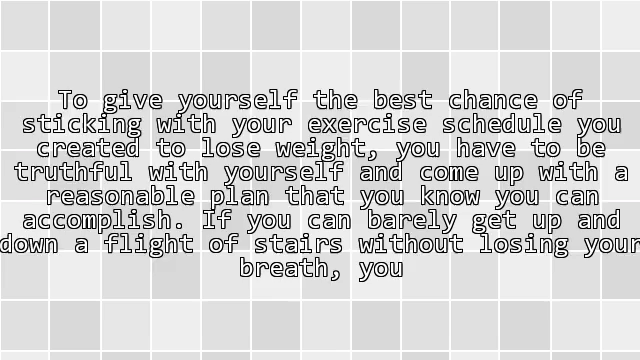 To give yourself the best chance of
sticking with your exercise schedule you
created to lose weight, you have to be
truthful with yourself and come up with a
reasonable plan that you know you can
accomplish. If you can barely get up and
down a flight of stairs without losing your
breath, you